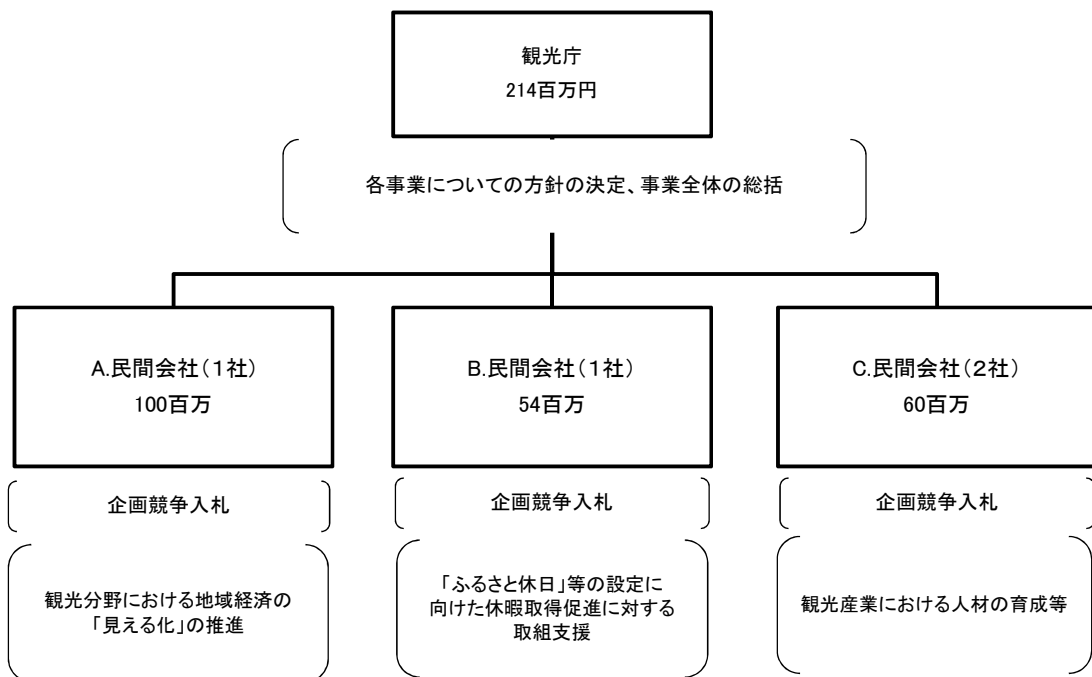 観光庁
214百万円
各事業についての方針の決定、事業全体の総括
A.民間会社(1社)
100百万
B.民間会社(1社)
54百万
C.民間会社(2社)
60百万
企画競争入札
企画競争入札
企画競争入札
観光分野における地域経済の
「見える化」の推進
「ふるさと休日」等の設定に
向けた休暇取得促進に対する
取組支援
観光産業における人材の育成等